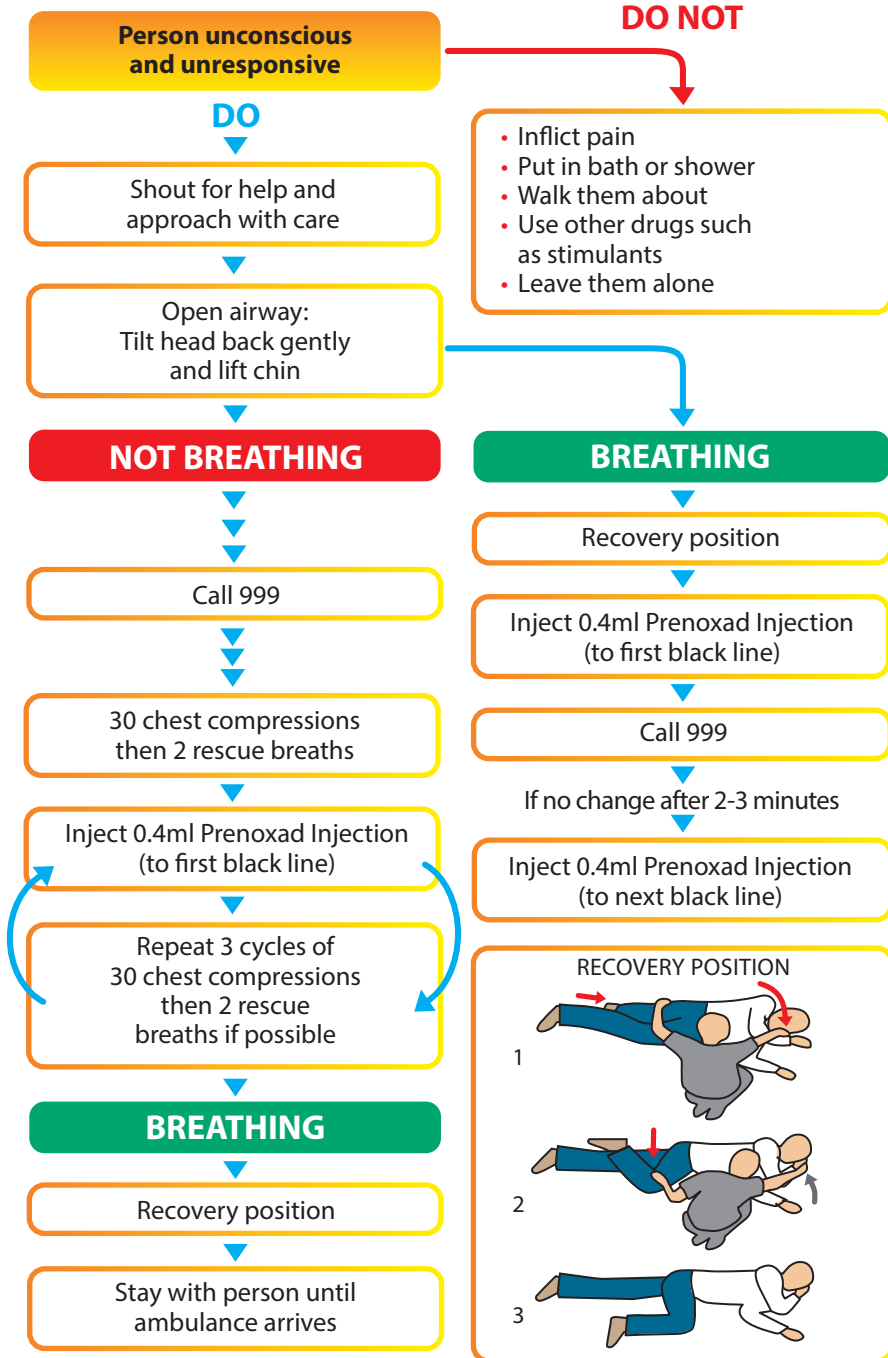 Person unconscious
and unresponsive
DO NOT
• Inflict pain
• Put in bath or shower
• Walk them about
• Use other drugs such
as stimulants
• Leave them alone
DO
Shout for help and
approach with care
Open airway:
Tilt head back gently
and lift chin
NOT BREATHING
Call 999
30 chest compressions
then 2 rescue breaths
Inject 0.4ml Prenoxad Injection
(to first black line)
Repeat 3 cycles of
30 chest compressions
then 2 rescue
breaths if possible
BREATHING
Recovery position
Stay with person until
ambulance arrives
BREATHING
Recovery position
Inject 0.4ml Prenoxad Injection
(to first black line)
Call 999
If no change after 2-3 minutes
Inject 0.4ml Prenoxad Injection
(to next black line)
RECOVERY POSITION
1
2
3